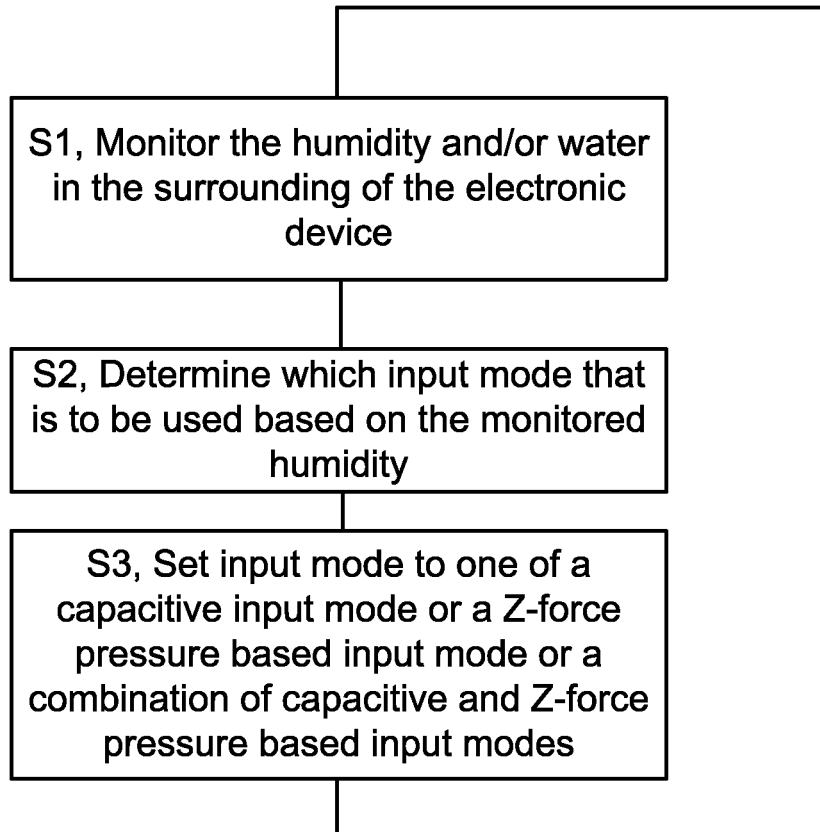 S1, Monitor the humidity and/or water
in the surrounding of the electronic
device
S2, Determine which input mode that
is to be used based on the monitored
humidity
S3, Set input mode to one of a
capacitive input mode or a Z-force
pressure based input mode or a
combination of capacitive and Z-force
pressure based input modes